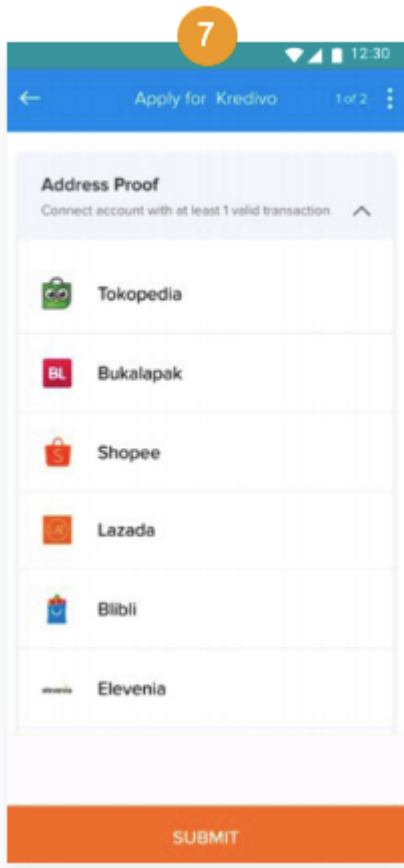 7
12:30
Apply for Kredivo 1 of 2
Address Proof
Connect account with at least 1 valid transaction
Tokopedia
BL Bukalapak
S Shopee
Lazada
Blibli
elevenia Elevenia
SUBMIT